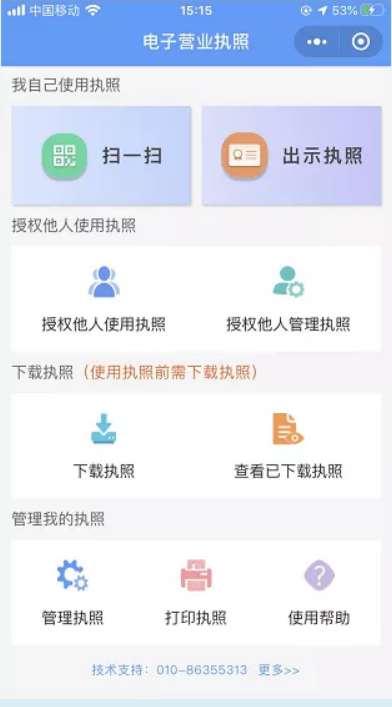 中国移动 15:15 53%
电子营业执照
我自己使用执照
扫一扫 出示执照
授权他人使用执照
授权他人使用执照 授权他人管理执照
下载执照（使用执照前需下载执照）
下载执照 查看已下载执照
管理我的执照
管理执照 打印执照 使用帮助
技术支持：010-86355313 更多>>